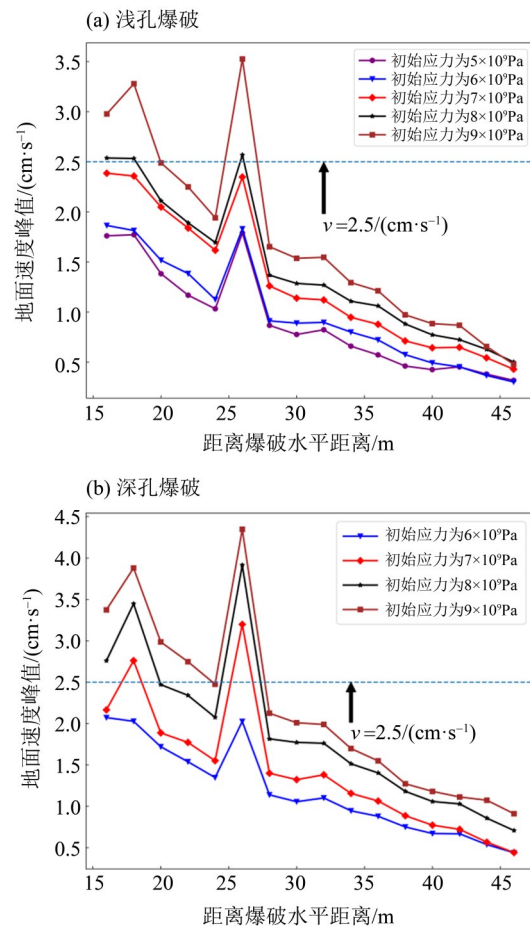 (a) 浅孔爆破
地面速度峰值/(cm·s⁻¹)
3.5
3.0
2.5
2.0
1.5
1.0
0.5
初始应力为5×10⁹Pa
初始应力为6×10⁹Pa
初始应力为7×10⁹Pa
初始应力为8×10⁹Pa
初始应力为9×10⁹Pa
v=2.5/(cm·s⁻¹)
15 20 25 30 35 40 45
距离爆破水平距离/m
(b) 深孔爆破
地面速度峰值/(cm·s⁻¹)
4.5
4.0
3.5
3.0
2.5
2.0
1.5
1.0
0.5
初始应力为6×10⁹Pa
初始应力为7×10⁹Pa
初始应力为8×10⁹Pa
初始应力为9×10⁹Pa
v=2.5/(cm·s⁻¹)
15 20 25 30 35 40 45
距离爆破水平距离/m